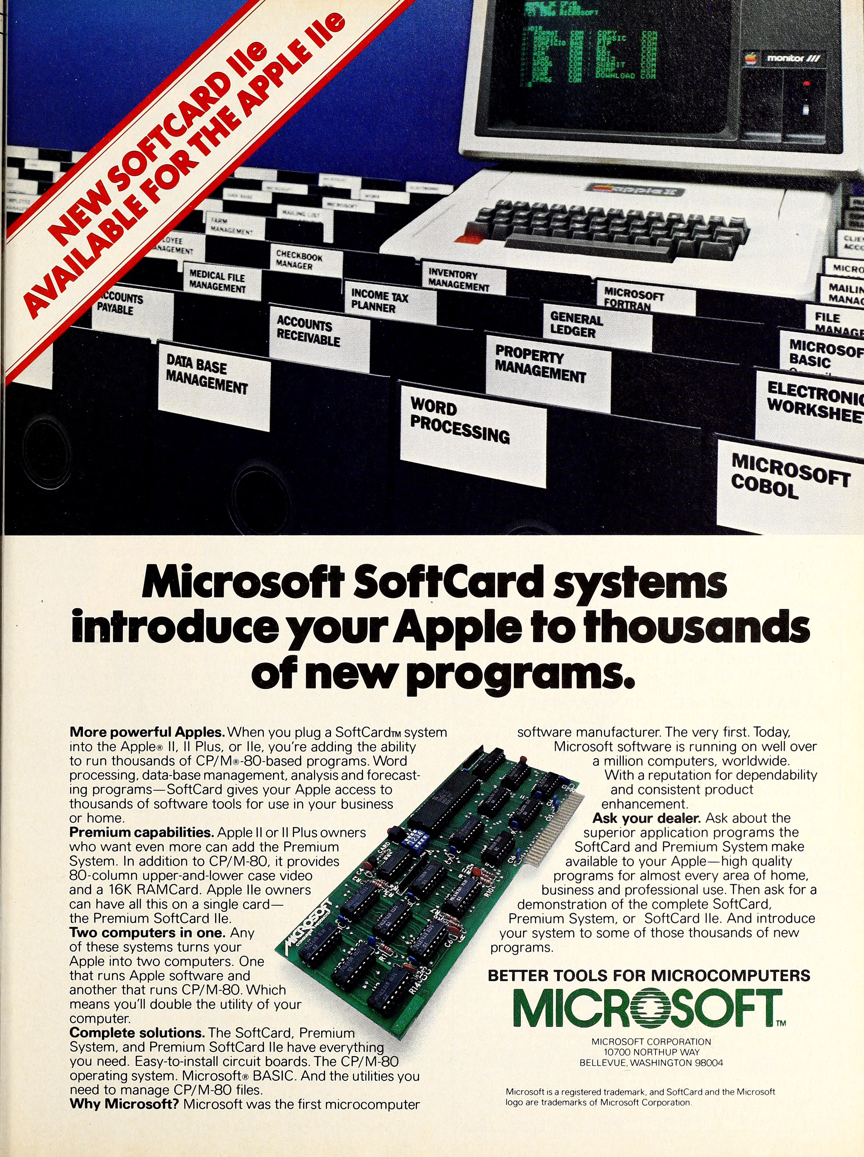 NEW SOFTCARD IIe
AVAILABLE FOR THE APPLE IIe
monitor ///
apple II
MAILING LIST
MICROSOFT
FARM
MANAGEMENT
MANAGEMENT
CHECKBOOK
MANAGER
MEDICAL FILE
MANAGEMENT
INVENTORY
MANAGEMENT
INCOME TAX
PLANNER
MICROSOFT
FORTRAN
FILE
ACCOUNTS
PAYABLE
ACCOUNTS
RECEIVABLE
GENERAL
LEDGER
MICROSOF
BASIC
DATA BASE
MANAGEMENT
PROPERTY
MANAGEMENT
ELECTRONIC
WORKSHEE
WORD
PROCESSING
MICROSOFT
COBOL
Microsoft SoftCard systems
introduce your Apple to thousands
of new programs.
More powerful Apples. When you plug a SoftCard™ system
into the Apple® II, II Plus, or IIe, you're adding the ability
to run thousands of CP/M®-80-based programs. Word
processing, data-base management, analysis and forecast-
ing programs—SoftCard gives your Apple access to
thousands of software tools for use in your business
or home.
Premium capabilities. Apple II or II Plus owners
who want even more can add the Premium
System. In addition to CP/M-80, it provides
80-column upper-and-lower case video
and a 16K RAMCard. Apple IIe owners
can have all this on a single card—
the Premium SoftCard IIe.
Two computers in one. Any
of these systems turns your
Apple into two computers. One
that runs Apple software and
another that runs CP/M-80. Which
means you'll double the utility of your
computer.
Complete solutions. The SoftCard, Premium
System, and Premium SoftCard IIe have everything
you need. Easy-to-install circuit boards. The CP/M-80
operating system. Microsoft® BASIC. And the utilities you
need to manage CP/M-80 files.
Why Microsoft? Microsoft was the first microcomputer
MICROSOFT
software manufacturer. The very first. Today,
Microsoft software is running on well over
a million computers, worldwide.
With a reputation for dependability
and consistent product
enhancement.
Ask your dealer. Ask about the
superior application programs the
SoftCard and Premium System make
available to your Apple—high quality
programs for almost every area of home,
business and professional use. Then ask for a
demonstration of the complete SoftCard,
Premium System, or SoftCard IIe. And introduce
your system to some of those thousands of new
programs.
BETTER TOOLS FOR MICROCOMPUTERS
MICROSOFT™
MICROSOFT CORPORATION
10700 NORTHUP WAY
BELLEVUE, WASHINGTON 98004
Microsoft is a registered trademark, and SoftCard and the Microsoft
logo are trademarks of Microsoft Corporation.